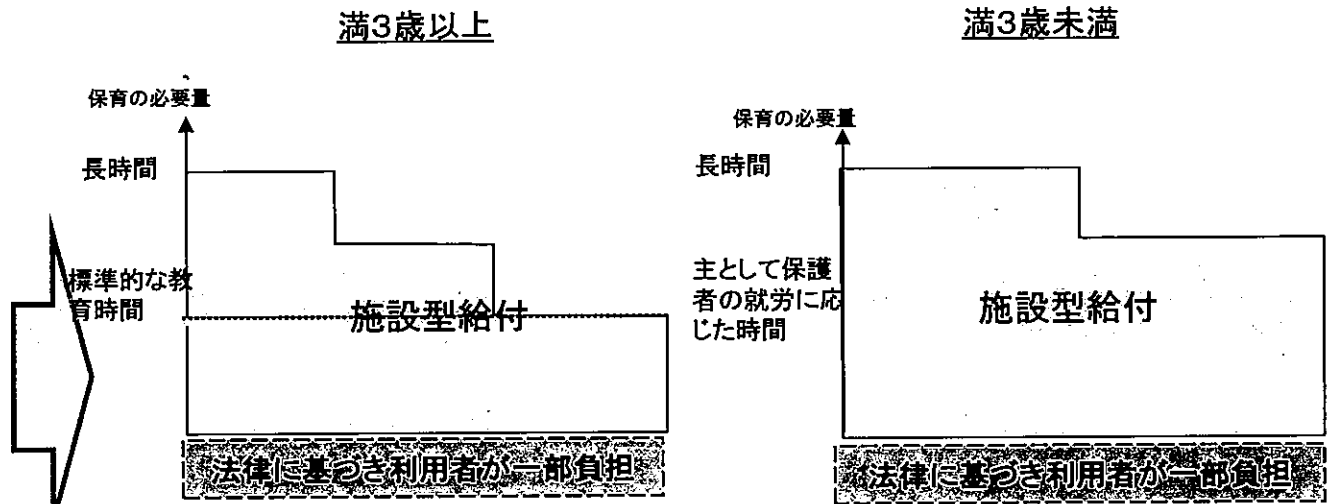 満3歳以上
保育の必要量
長時間
標準的な教
育時間
施設型給付
法律に基づき利用者が一部負担
満3歳未満
保育の必要量
長時間
主として保護
者の就労に応
じた時間
施設型給付
法律に基づき利用者が一部負担